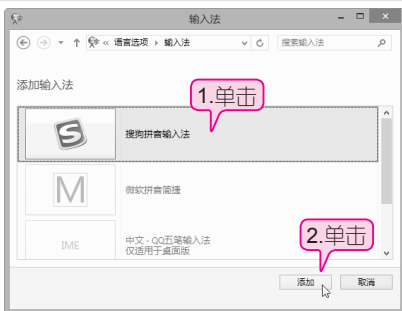 输入法
« 语言选项 ▸ 输入法
搜索输入法
添加输入法
1.单击
S
搜狗拼音输入法
M
微软拼音简捷
2.单击
IME
中文 - QQ五笔输入法
仅适用于桌面版
添加
取消